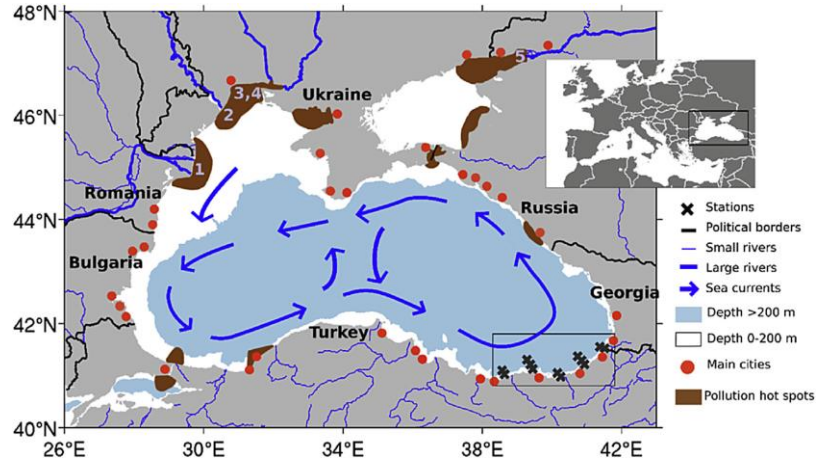 48°N
46°N
44°N
42°N
40°N
26°E
30°E
34°E
38°E
42°E
5
3,4
2
1
Ukraine
Romania
Bulgaria
Russia
Georgia
Turkey
Stations
Political borders
Small rivers
Large rivers
Sea currents
Depth >200 m
Depth 0-200 m
Main cities
Pollution hot spots